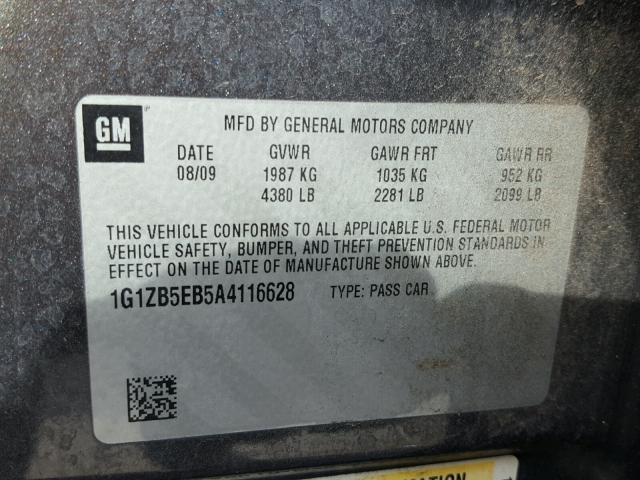 GM
MFD BY GENERAL MOTORS COMPANY
DATE GVWR GAWR FRT GAWR RR
08/09 1987 KG 1035 KG 952 KG
4380 LB 2281 LB 2099 LB
THIS VEHICLE CONFORMS TO ALL APPLICABLE U.S. FEDERAL MOTOR
VEHICLE SAFETY, BUMPER, AND THEFT PREVENTION STANDARDS IN
EFFECT ON THE DATE OF MANUFACTURE SHOWN ABOVE.
1G1ZB5EB5A4116628 TYPE: PASS CAR